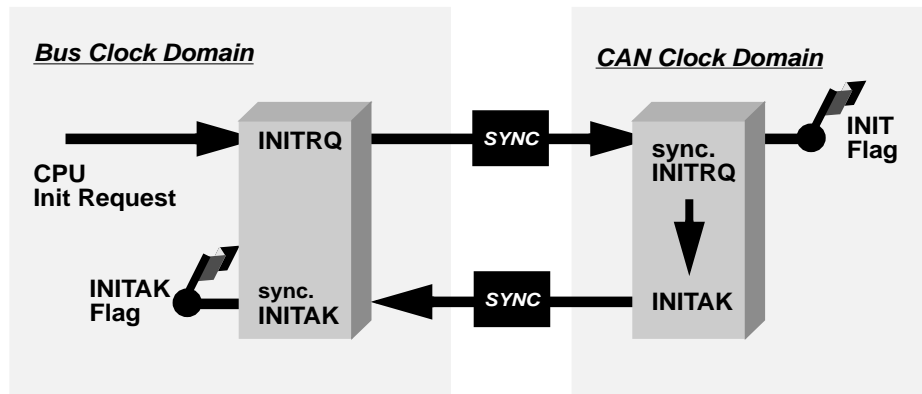 Bus Clock Domain
CAN Clock Domain
CPU
Init Request
INITRQ
SYNC
sync.
INITRQ
INIT
Flag
INITAK
Flag
sync.
INITAK
SYNC
INITAK